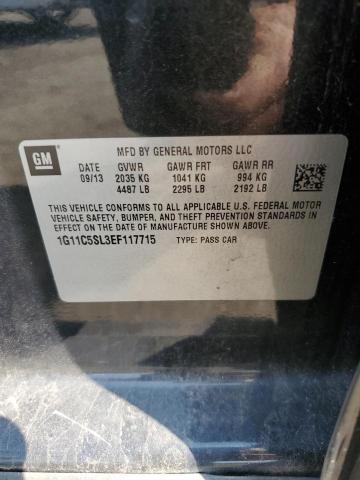 GM
MFD BY GENERAL MOTORS LLC
DATE GVWR GAWR FRT GAWR RR
09/13 2035 KG 1041 KG 994 KG
4487 LB 2295 LB 2192 LB
THIS VEHICLE CONFORMS TO ALL APPLICABLE U.S. FEDERAL MOTOR
VEHICLE SAFETY, BUMPER, AND THEFT PREVENTION STANDARDS
IN EFFECT ON THE DATE OF MANUFACTURE SHOWN ABOVE.
1G11C5SL3EF117715 TYPE: PASS CAR